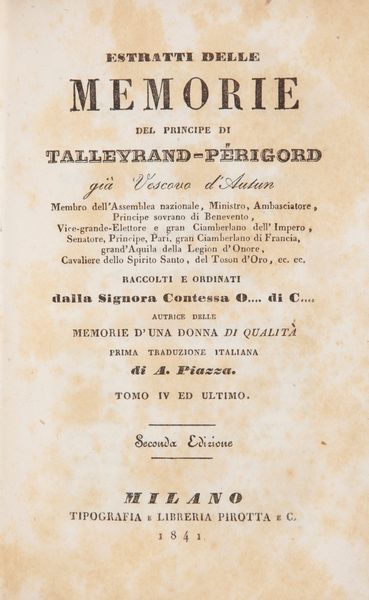 ESTRATTI DELLE
MEMORIE
DEL PRINCIPE DI
TALLEYRAND-PÉRIGORD
già Vescovo d'Autun
Membro dell'Assemblea nazionale, Ministro, Ambasciatore,
Principe sovrano di Benevento,
Vice-grande-Elettore e gran Ciamberlano dell'Impero,
Senatore, Principe, Pari, gran Ciamberlano di Francia,
grand'Aquila della Legion d'Onore,
Cavaliere dello Spirito Santo, del Toson d'Oro, ec. ec.
RACCOLTI E ORDINATI
dalla Signora Contessa O.... di C....
AUTRICE DELLE
MEMORIE D'UNA DONNA DI QUALITÀ
PRIMA TRADUZIONE ITALIANA
di A. Piazza.
TOMO IV ED ULTIMO.
Seconda Edizione
MILANO
TIPOGRAFIA E LIBRERIA PIROTTA E C.
1841